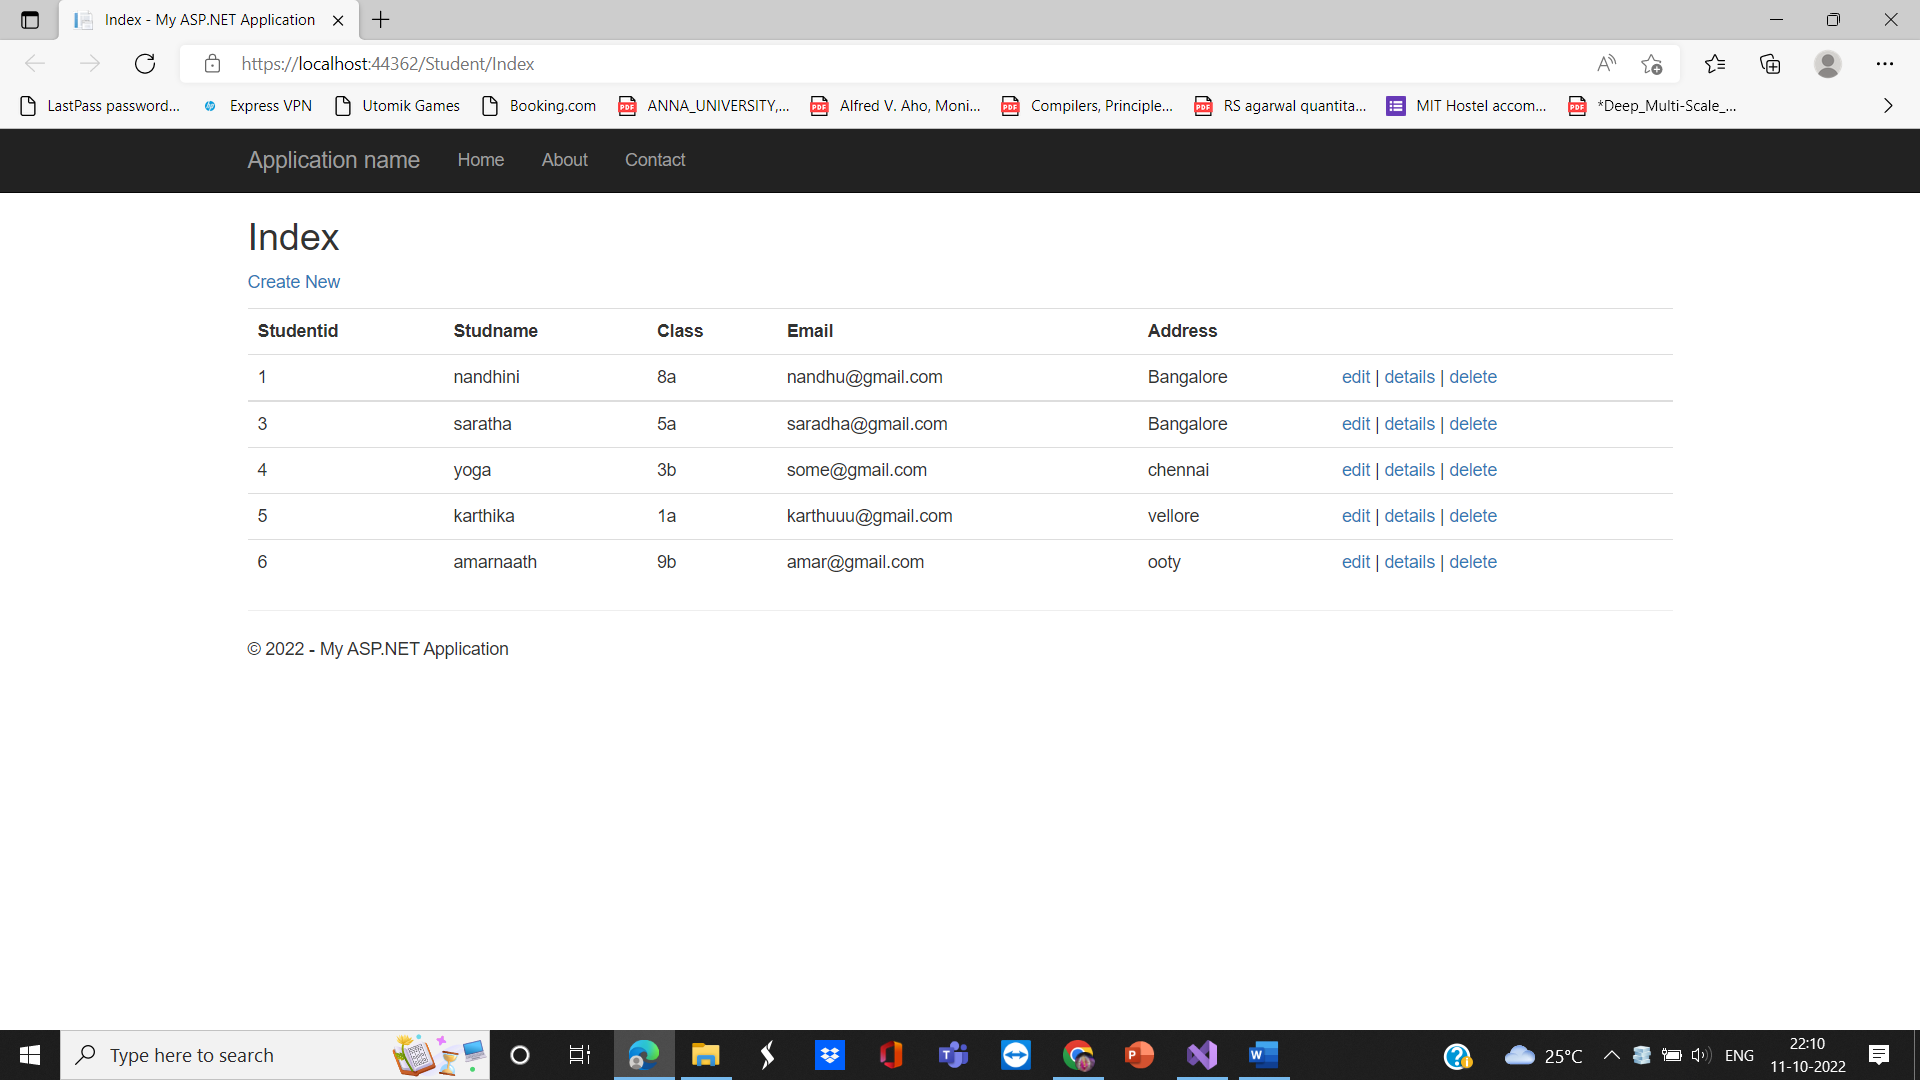 Index - My ASP.NET Application
https://localhost:44362/Student/Index
LastPass password... Express VPN Utomik Games Booking.com ANNA_UNIVERSITY,... Alfred V. Aho, Moni... Compilers, Principle... RS agarwal quantita... MIT Hostel accom... *Deep_Multi-Scale_...
Application name Home About Contact
Index
Create New
Studentid Studname Class Email Address
1 nandhini 8a nandhu@gmail.com Bangalore edit | details | delete
3 saratha 5a saradha@gmail.com Bangalore edit | details | delete
4 yoga 3b some@gmail.com chennai edit | details | delete
5 karthika 1a karthuuu@gmail.com vellore edit | details | delete
6 amarnaath 9b amar@gmail.com ooty edit | details | delete
© 2022 - My ASP.NET Application
Type here to search 25°C ENG 22:10
11-10-2022